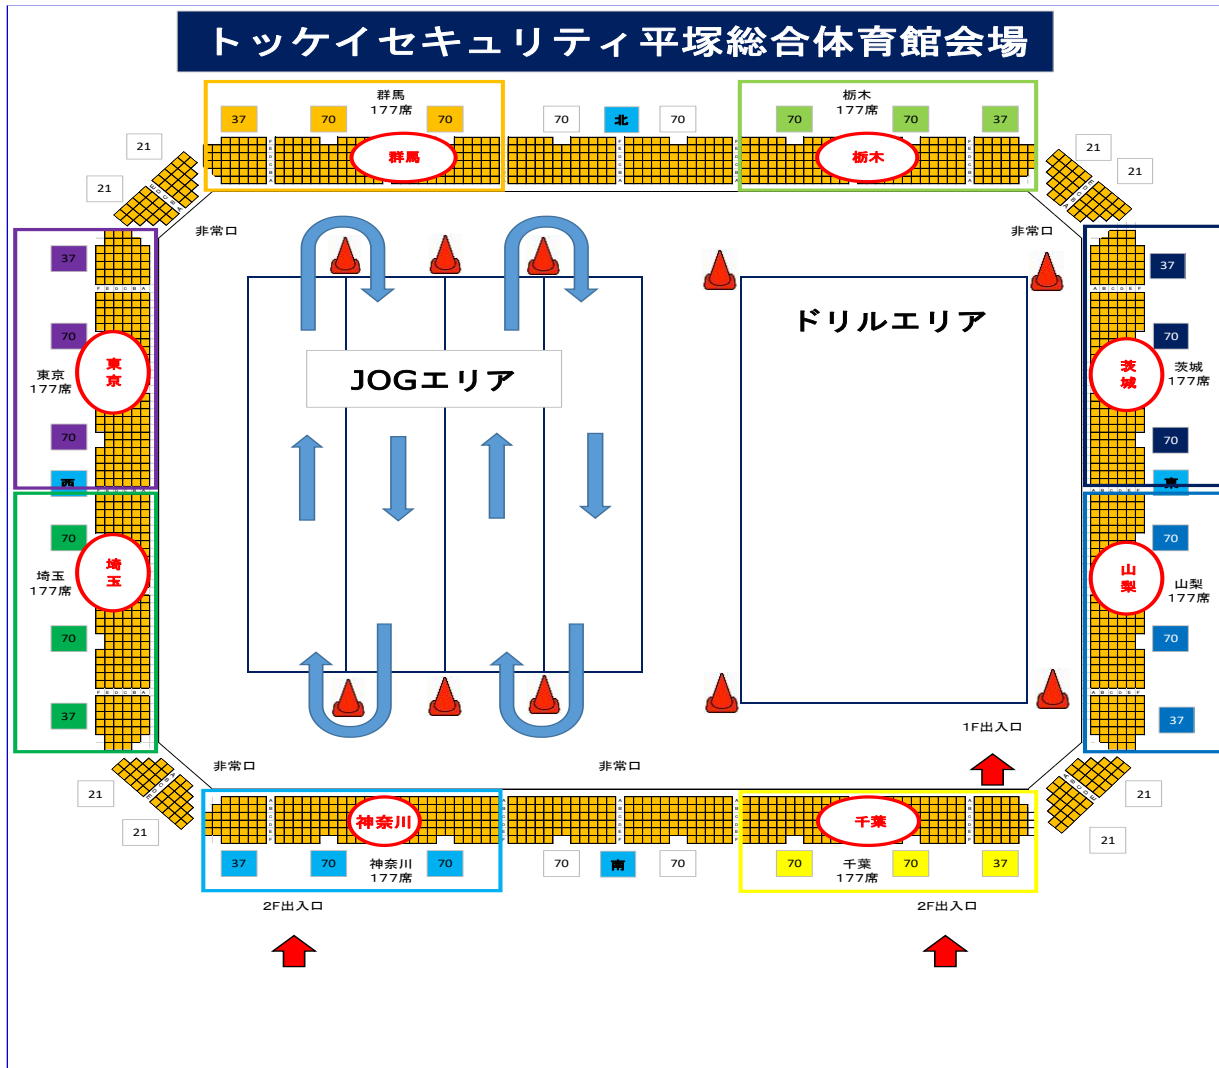 トッケイセキュリティ平塚総合体育館会場
群馬
177席
37
70
70
群馬
70
北
70
栃木
177席
70
70
37
栃木
21
21
21
21
非常口
非常口
37
70
東京
東京
177席
70
西
70
埼玉
埼玉
177席
70
37
JOGエリア
ドリルエリア
37
70
茨城
茨城
177席
70
東
70
山梨
山梨
177席
70
37
1F出入口
非常口
非常口
21
21
21
21
神奈川
37
70
神奈川
177席
70
70
南
70
千葉
70
千葉
177席
70
37
2F出入口
2F出入口